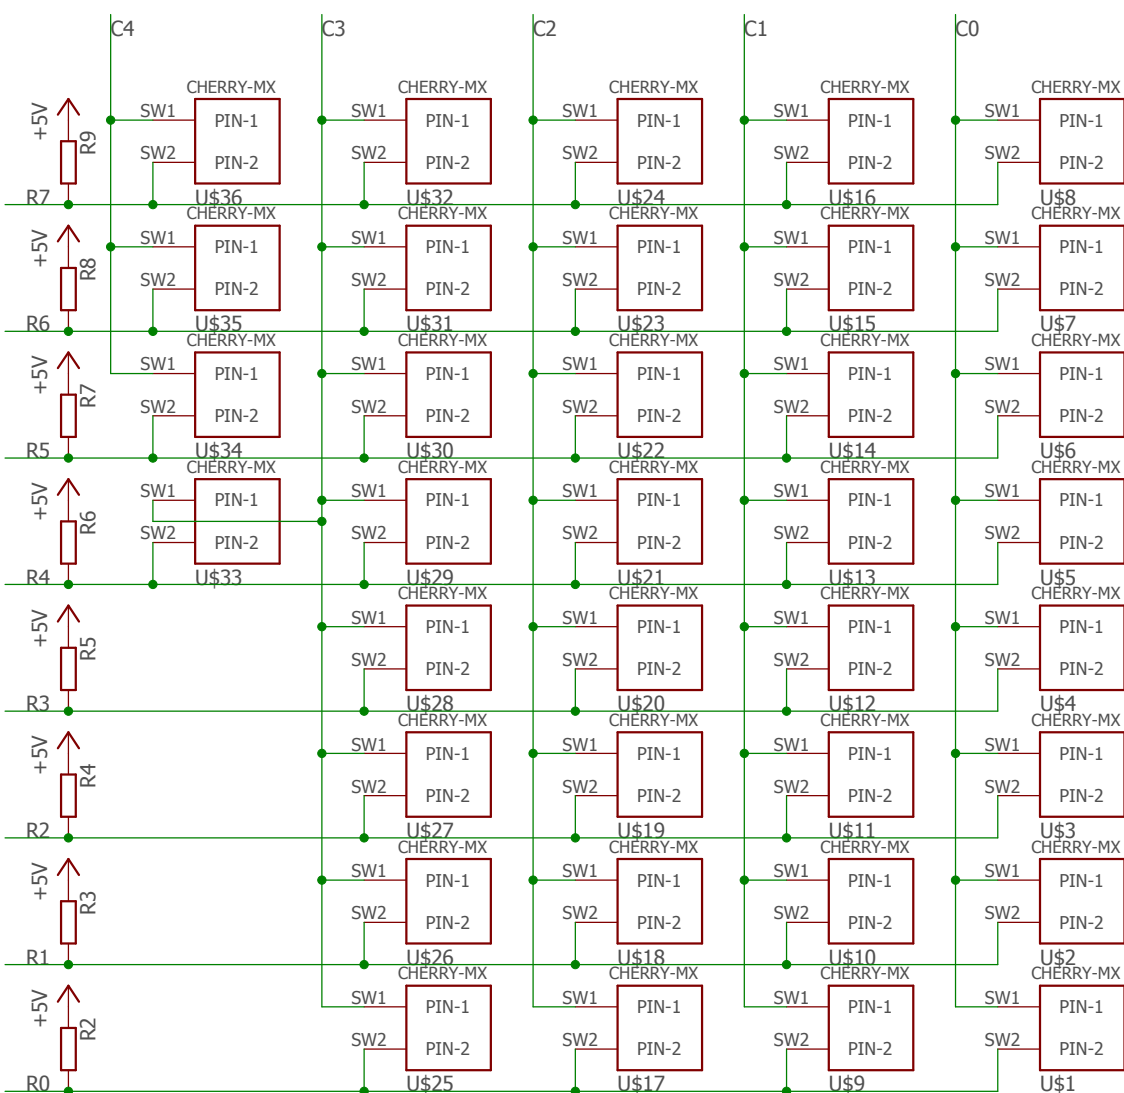 C4 C3 C2 C1 C0
CHERRY-MX CHERRY-MX CHERRY-MX CHERRY-MX CHERRY-MX
+5V R9 SW1 PIN-1 SW1 PIN-1 SW1 PIN-1 SW1 PIN-1 SW1 PIN-1
SW2 PIN-2 SW2 PIN-2 SW2 PIN-2 SW2 PIN-2 SW2 PIN-2
R7 U$36 U$32 U$24 U$16 U$8
CHERRY-MX CHERRY-MX CHERRY-MX CHERRY-MX CHERRY-MX
+5V R8 SW1 PIN-1 SW1 PIN-1 SW1 PIN-1 SW1 PIN-1 SW1 PIN-1
SW2 PIN-2 SW2 PIN-2 SW2 PIN-2 SW2 PIN-2 SW2 PIN-2
R6 U$35 U$31 U$23 U$15 U$7
CHERRY-MX CHERRY-MX CHERRY-MX CHERRY-MX CHERRY-MX
+5V R7 SW1 PIN-1 SW1 PIN-1 SW1 PIN-1 SW1 PIN-1 SW1 PIN-1
SW2 PIN-2 SW2 PIN-2 SW2 PIN-2 SW2 PIN-2 SW2 PIN-2
R5 U$34 U$30 U$22 U$14 U$6
CHERRY-MX CHERRY-MX CHERRY-MX CHERRY-MX CHERRY-MX
+5V R6 SW1 PIN-1 SW1 PIN-1 SW1 PIN-1 SW1 PIN-1 SW1 PIN-1
SW2 PIN-2 SW2 PIN-2 SW2 PIN-2 SW2 PIN-2 SW2 PIN-2
R4 U$33 U$29 U$21 U$13 U$5
CHERRY-MX CHERRY-MX CHERRY-MX CHERRY-MX
+5V R5 SW1 PIN-1 SW1 PIN-1 SW1 PIN-1 SW1 PIN-1
SW2 PIN-2 SW2 PIN-2 SW2 PIN-2 SW2 PIN-2
R3 U$28 U$20 U$12 U$4
CHERRY-MX CHERRY-MX CHERRY-MX CHERRY-MX
+5V R4 SW1 PIN-1 SW1 PIN-1 SW1 PIN-1 SW1 PIN-1
SW2 PIN-2 SW2 PIN-2 SW2 PIN-2 SW2 PIN-2
R2 U$27 U$19 U$11 U$3
CHERRY-MX CHERRY-MX CHERRY-MX CHERRY-MX
+5V R3 SW1 PIN-1 SW1 PIN-1 SW1 PIN-1 SW1 PIN-1
SW2 PIN-2 SW2 PIN-2 SW2 PIN-2 SW2 PIN-2
R1 U$26 U$18 U$10 U$2
CHERRY-MX CHERRY-MX CHERRY-MX CHERRY-MX
+5V R2 SW1 PIN-1 SW1 PIN-1 SW1 PIN-1 SW1 PIN-1
SW2 PIN-2 SW2 PIN-2 SW2 PIN-2 SW2 PIN-2
R0 U$25 U$17 U$9 U$1